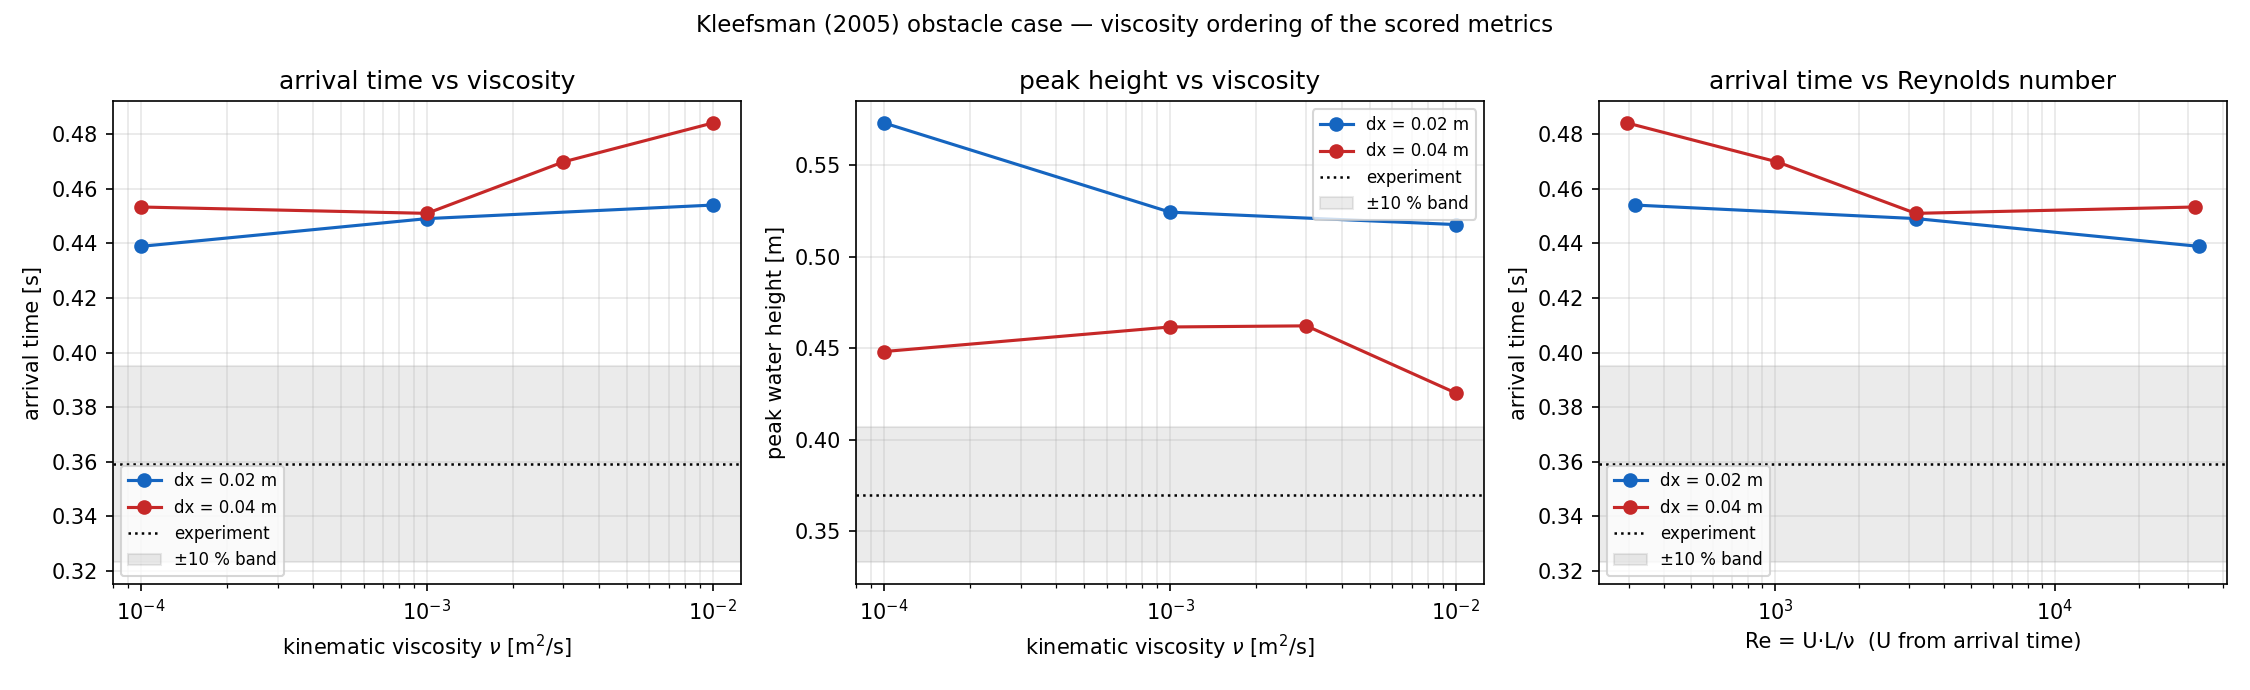 Kleefsman (2005) obstacle case — viscosity ordering of the scored metrics
arrival time vs viscosity
arrival time [s]
0.48
0.46
0.44
0.42
0.40
0.38
0.36
0.34
0.32
dx = 0.02 m
dx = 0.04 m
experiment
±10 % band
10⁻⁴
10⁻³
10⁻²
kinematic viscosity ν [m²/s]
peak height vs viscosity
peak water height [m]
0.55
0.50
0.45
0.40
0.35
dx = 0.02 m
dx = 0.04 m
experiment
±10 % band
10⁻⁴
10⁻³
10⁻²
kinematic viscosity ν [m²/s]
arrival time vs Reynolds number
arrival time [s]
0.48
0.46
0.44
0.42
0.40
0.38
0.36
0.34
0.32
dx = 0.02 m
dx = 0.04 m
experiment
±10 % band
10³
10⁴
Re = U·L/ν (U from arrival time)